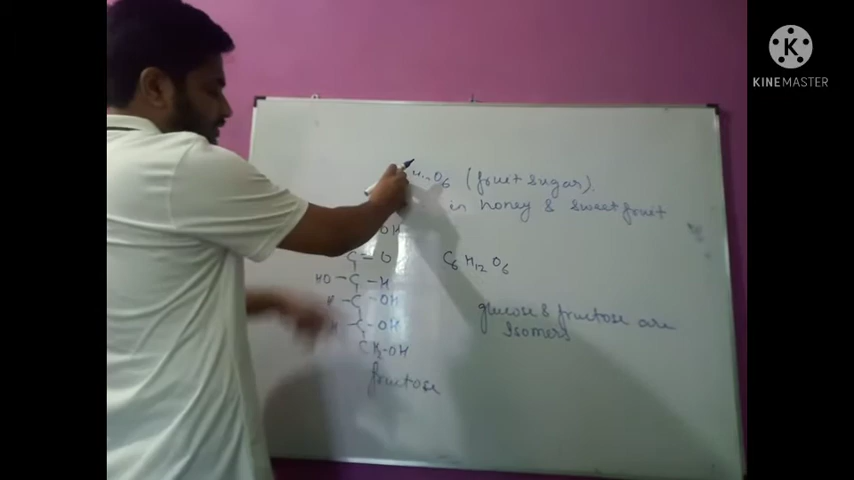 H12O6 (fruit sugar).
in honey & sweet fruit
OH
C = O
C6 H12 O6
HO - C - H
H - C - OH
glucose & fructose are
Isomers
H - C - OH
CH2-OH
fructose
K
KINEMASTER